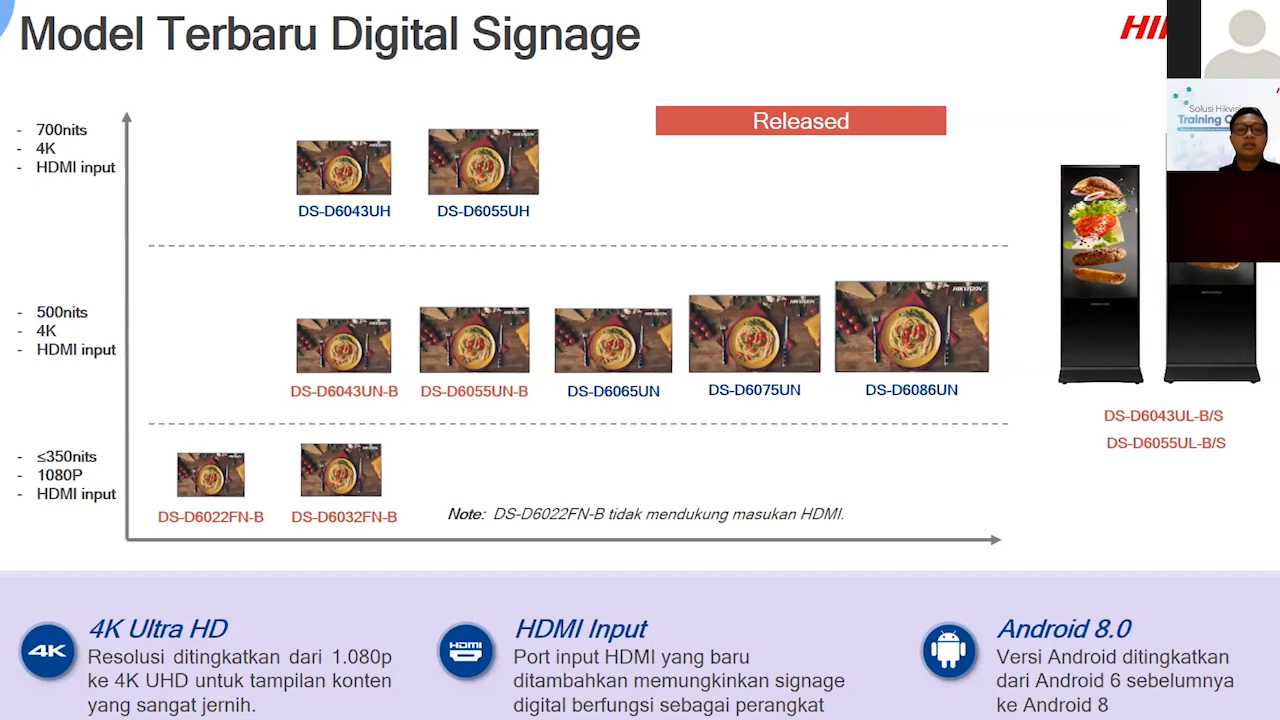 Model Terbaru Digital Signage
Released
Solusi
Training
- 700nits
- 4K
- HDMI input
DS-D6043UH
DS-D6055UH
- 500nits
- 4K
- HDMI input
HIKVISION
DS-D6043UN-B
DS-D6055UN-B
DS-D6065UN
DS-D6075UN
DS-D6086UN
DS-D6043UL-B/S
DS-D6055UL-B/S
- ≤350nits
- 1080P
- HDMI input
DS-D6022FN-B
DS-D6032FN-B
Note: DS-D6022FN-B tidak mendukung masukan HDMI.
4K
4K Ultra HD
Resolusi ditingkatkan dari 1.080p
ke 4K UHD untuk tampilan konten
yang sangat jernih.
HDMI
HDMI Input
Port input HDMI yang baru
ditambahkan memungkinkan signage
digital berfungsi sebagai perangkat
Android 8.0
Versi Android ditingkatkan
dari Android 6 sebelumnya
ke Android 8